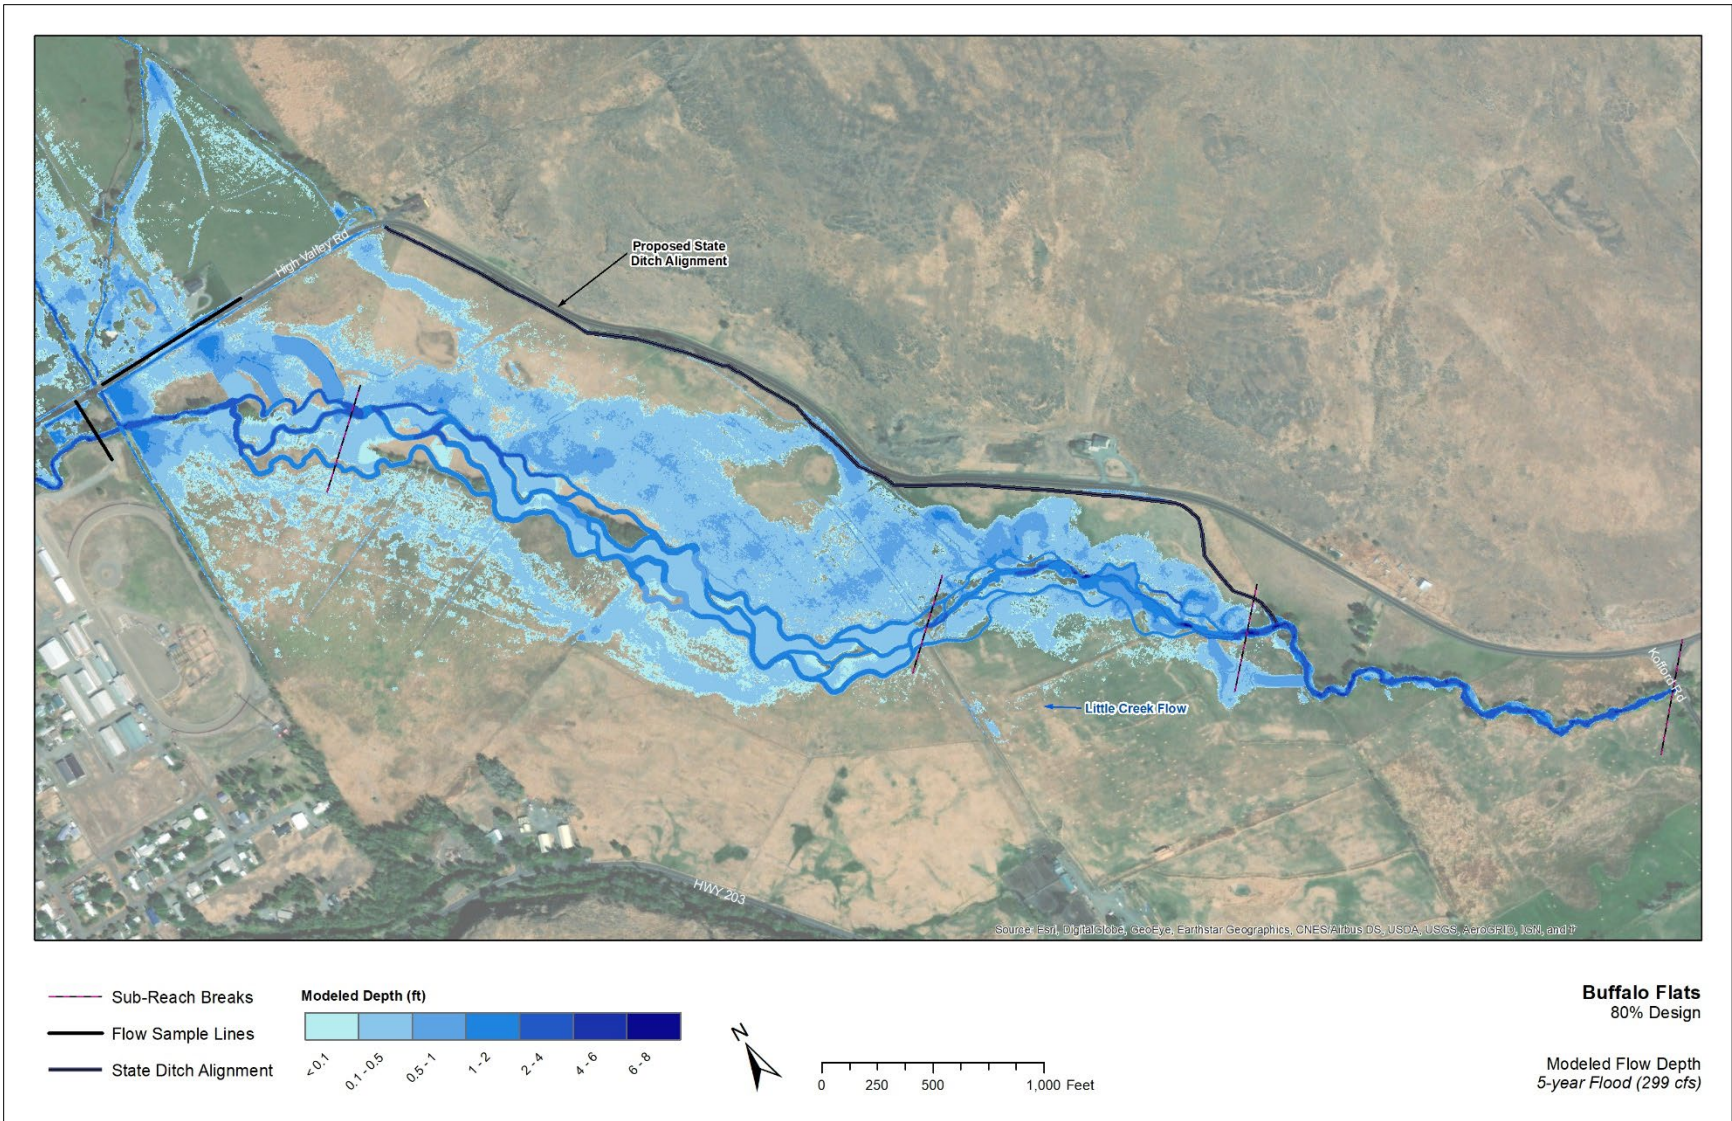 High Valley Rd
Proposed State
Ditch Alignment
Kofford Rd
Little Creek Flow
HWY 203
Source: Esri, DigitalGlobe, GeoEye, Earthstar Geographics, CNES/Airbus DS, USDA, USGS, AeroGRID, IGN, and
Sub-Reach Breaks
Flow Sample Lines
State Ditch Alignment
Modeled Depth (ft)
< 0.1
0.1 - 0.5
0.5 - 1
1 - 2
2 - 4
4 - 6
6 - 8
N
0 250 500 1,000 Feet
Buffalo Flats
80% Design
Modeled Flow Depth
5-year Flood (299 cfs)